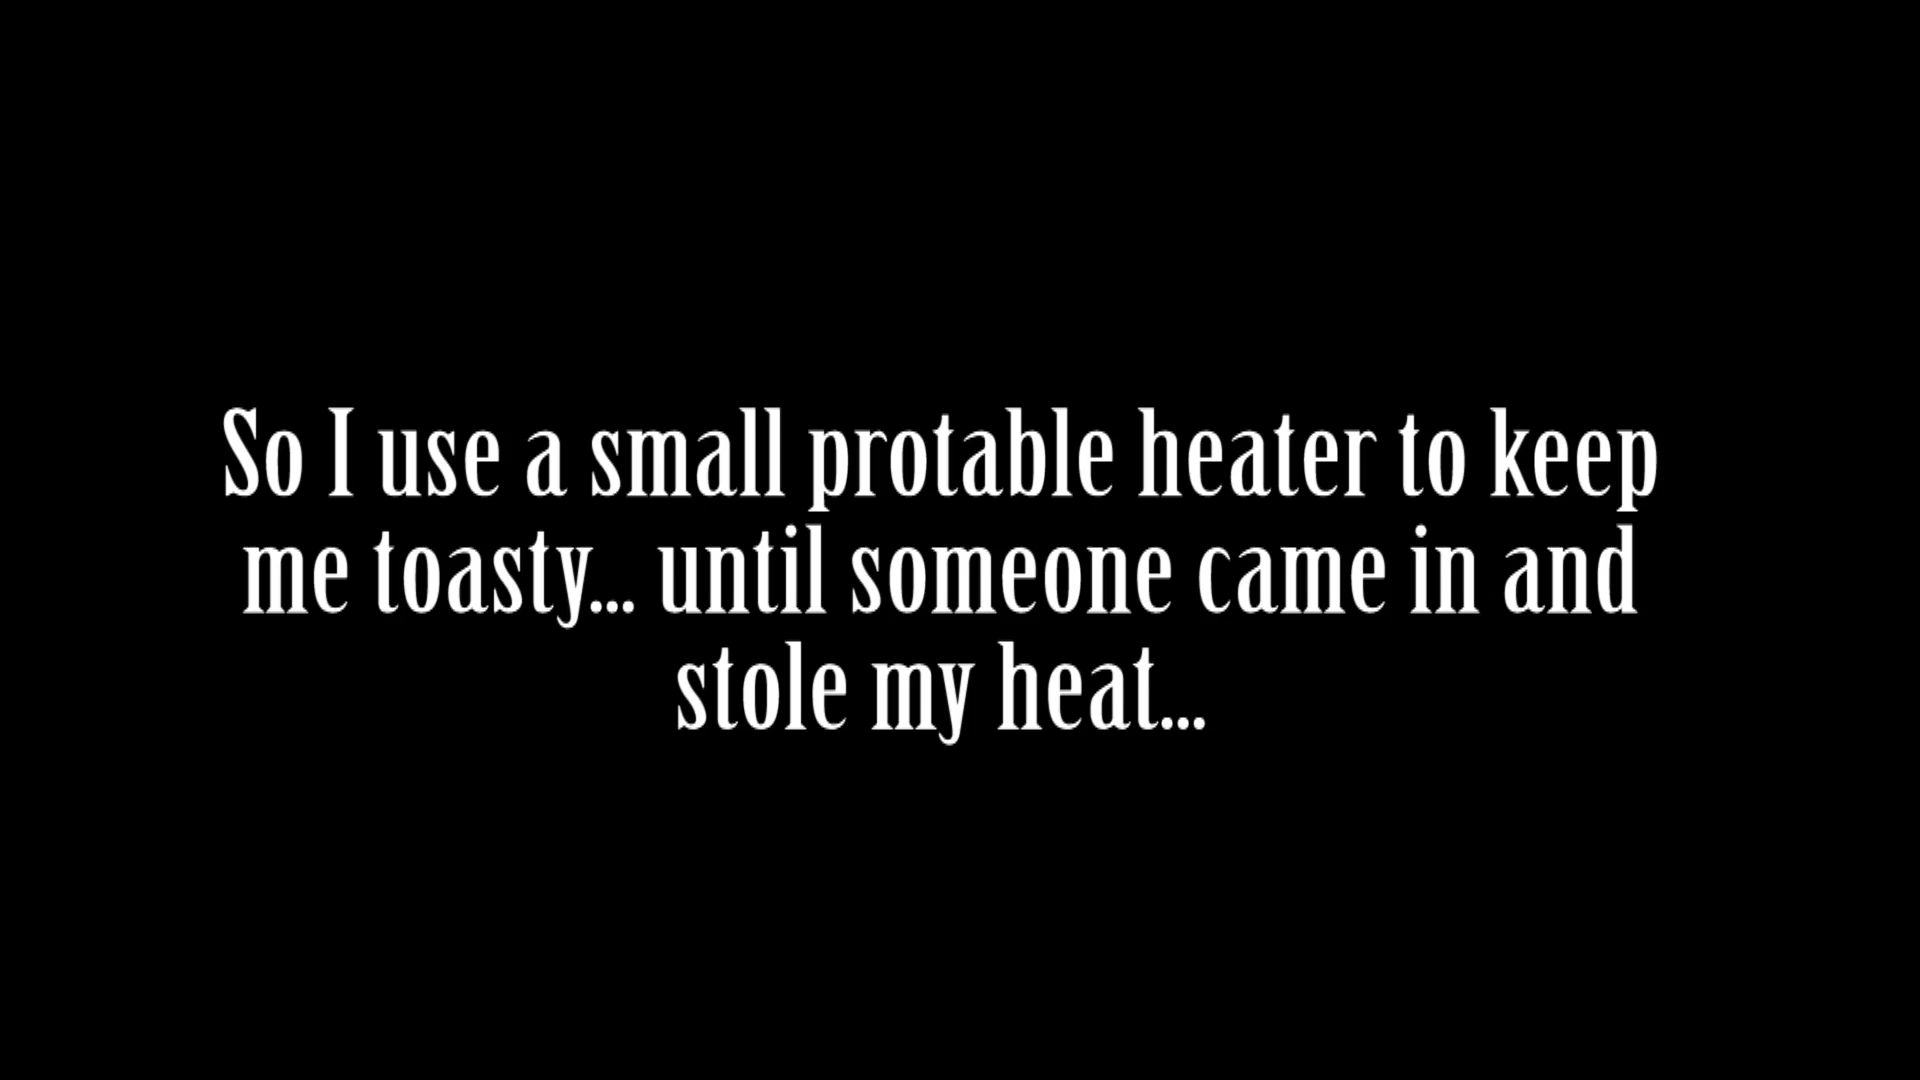 So I use a small protable heater to keep
me toasty... until someone came in and
stole my heat...